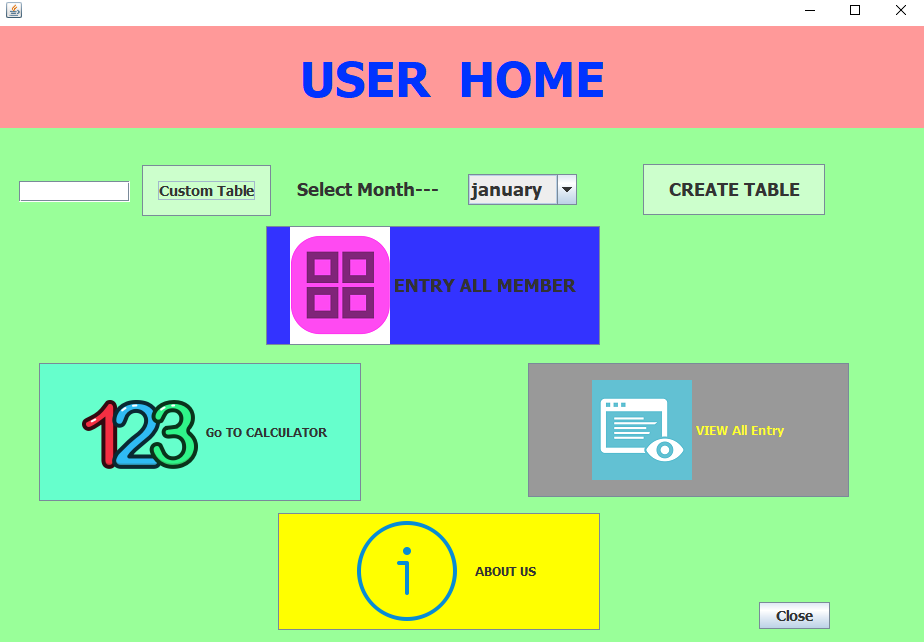 USER HOME
Custom Table
Select Month---
january
CREATE TABLE
ENTRY ALL MEMBER
123
Go TO CALCULATOR
VIEW All Entry
i
ABOUT US
Close